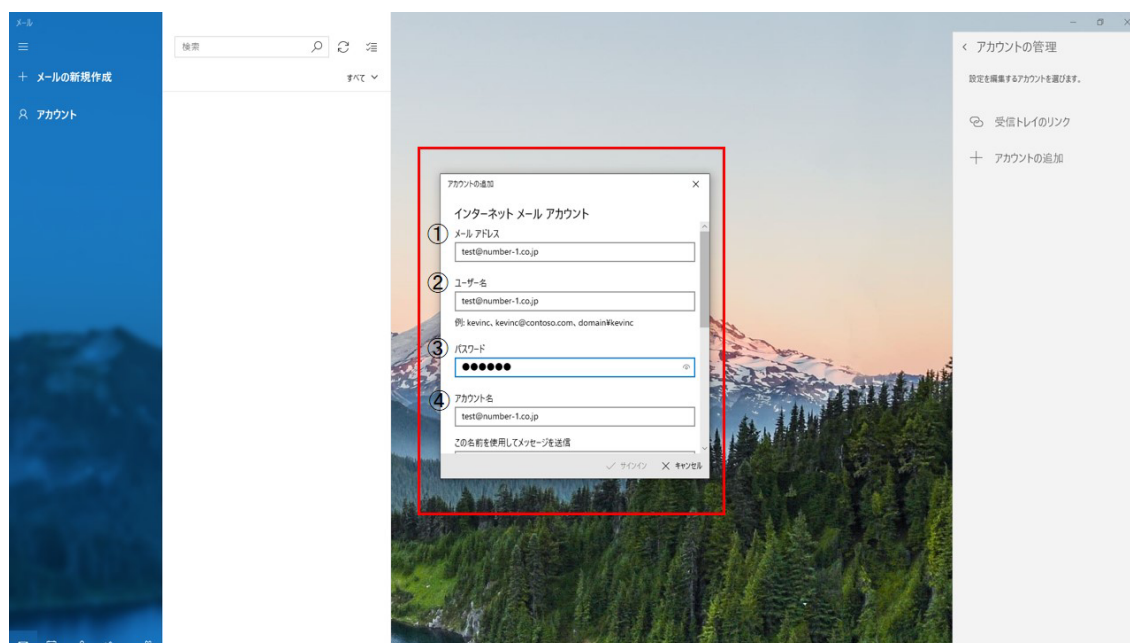 メール
検索
+ メールの新規作成
すべて
アカウント
アカウントの追加
インターネット メール アカウント
① メール アドレス
test@number-1.co.jp
② ユーザー名
test@number-1.co.jp
例: kevinc、kevinc@contoso.com、domain¥kevinc
③ パスワード
●●●●●●
④ アカウント名
test@number-1.co.jp
この名前を使用してメッセージを送信
サインイン
キャンセル
アカウントの管理
設定を編集するアカウントを選びます。
受信トレイのリンク
+ アカウントの追加